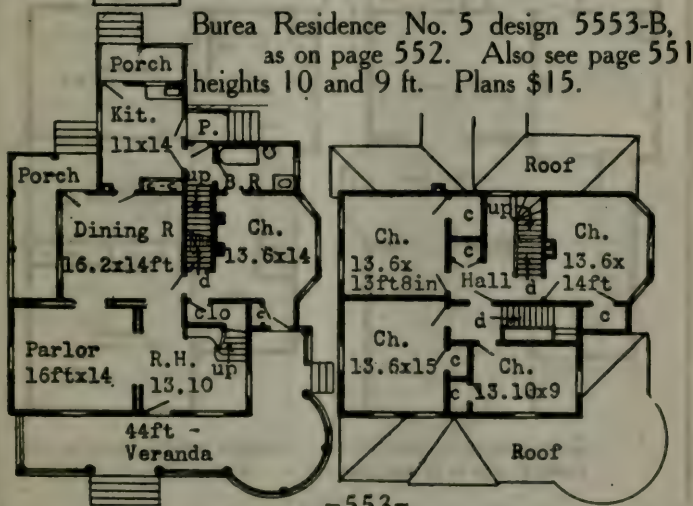 Burea Residence No. 5 design 5553-B,
as on page 552. Also see page 551
heights 10 and 9 ft. Plans $15.
Porch
Kit.
11x14
P.
Porch
up
B.R
c-c
Dining R
16.2x14ft
Ch.
13.6x14
d
clo
c
Parlor
16ftx14
R.H.
13.10
up
44ft -
Veranda
Roof
c
up
Ch.
13.6x
13ft8in
c
Hall
d
Ch.
13.6x
14ft
d
c
Ch.
13.6x15
c
c
Ch.
13.10x9
Roof
-553-